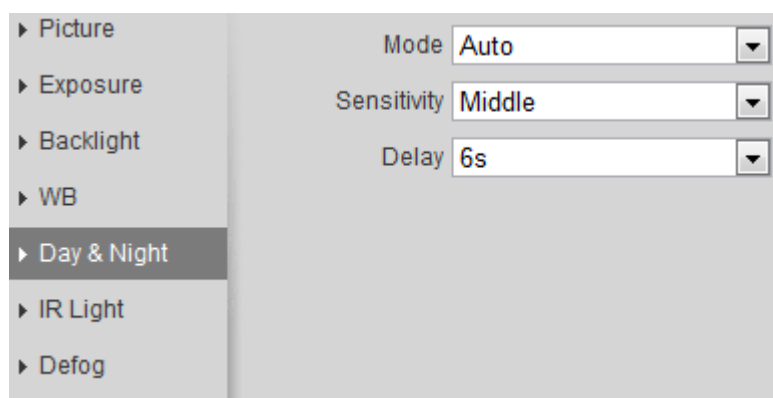 Picture
Exposure
Backlight
WB
Day & Night
IR Light
Defog
Mode Auto
Sensitivity Middle
Delay 6s